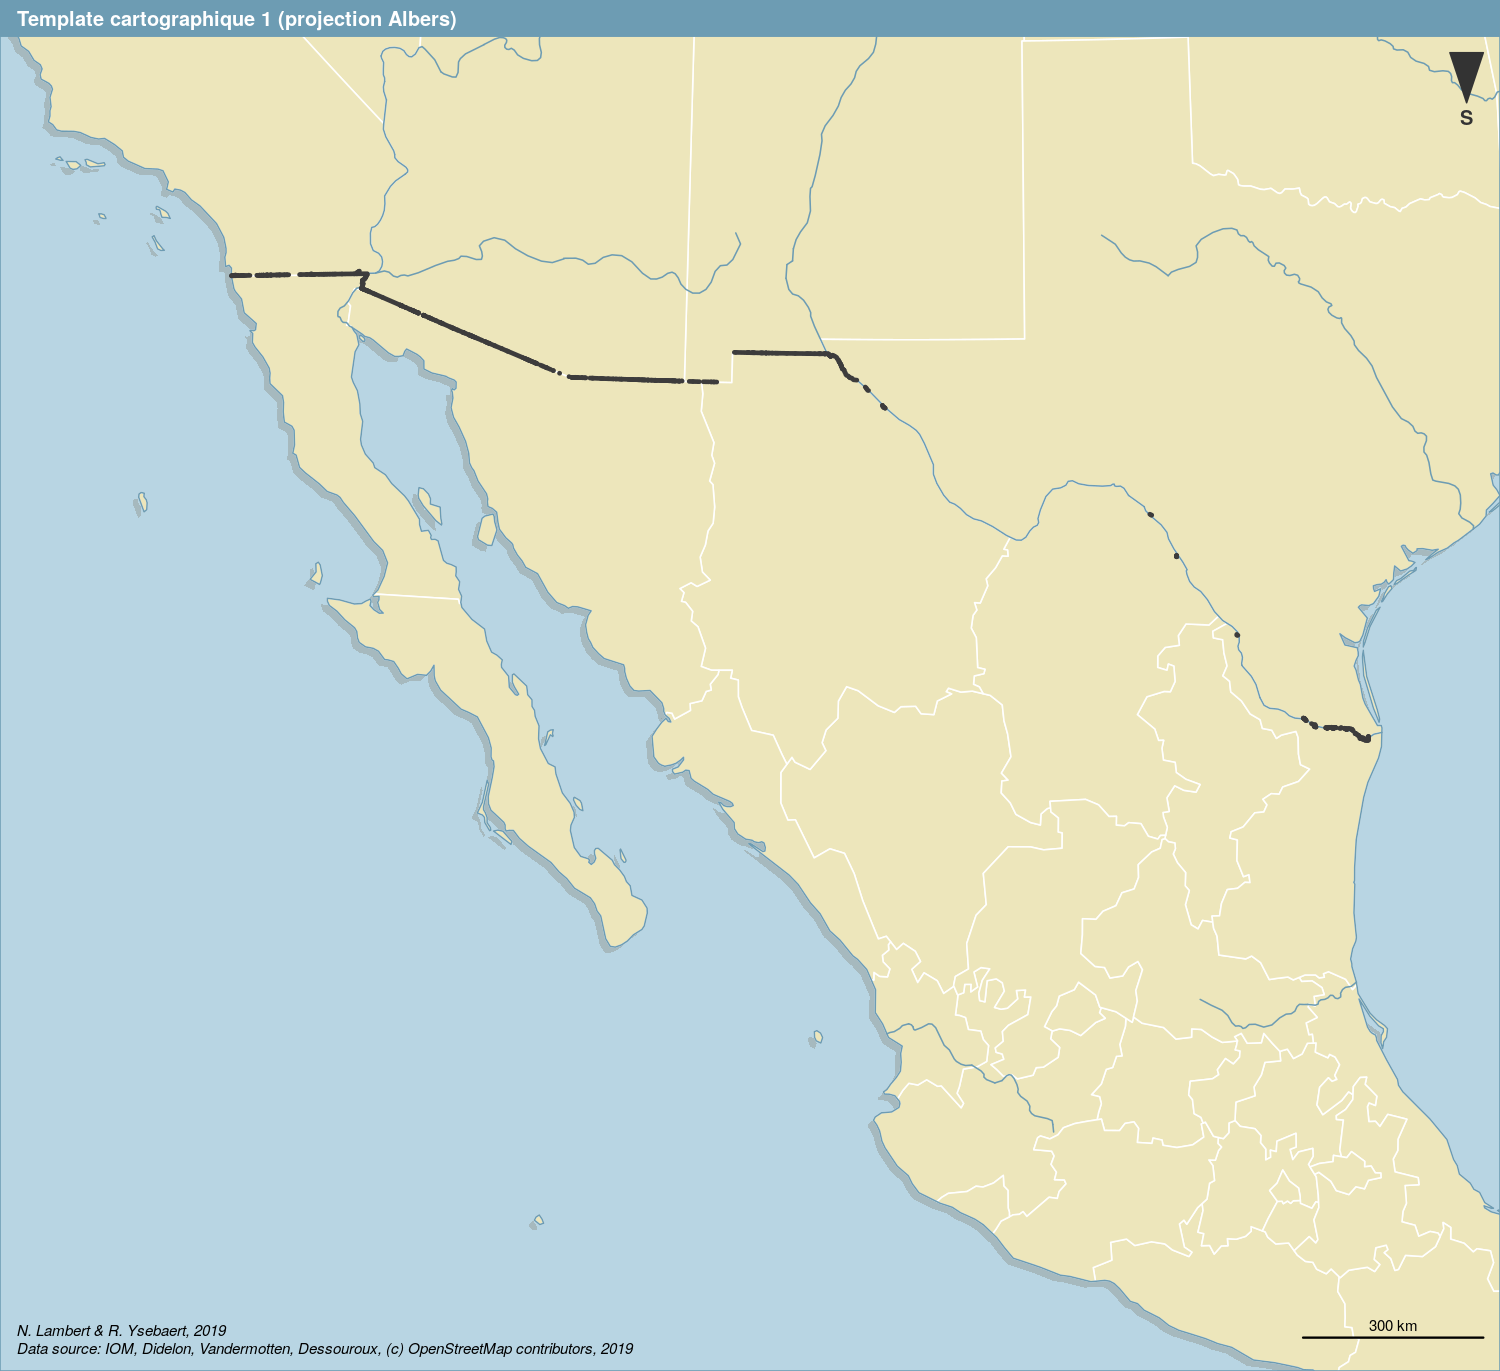 Template cartographique 1 (projection Albers)
S
300 km
N. Lambert & R. Ysebaert, 2019
Data source: IOM, Didelon, Vandermotten, Dessouroux, (c) OpenStreetMap contributors, 2019